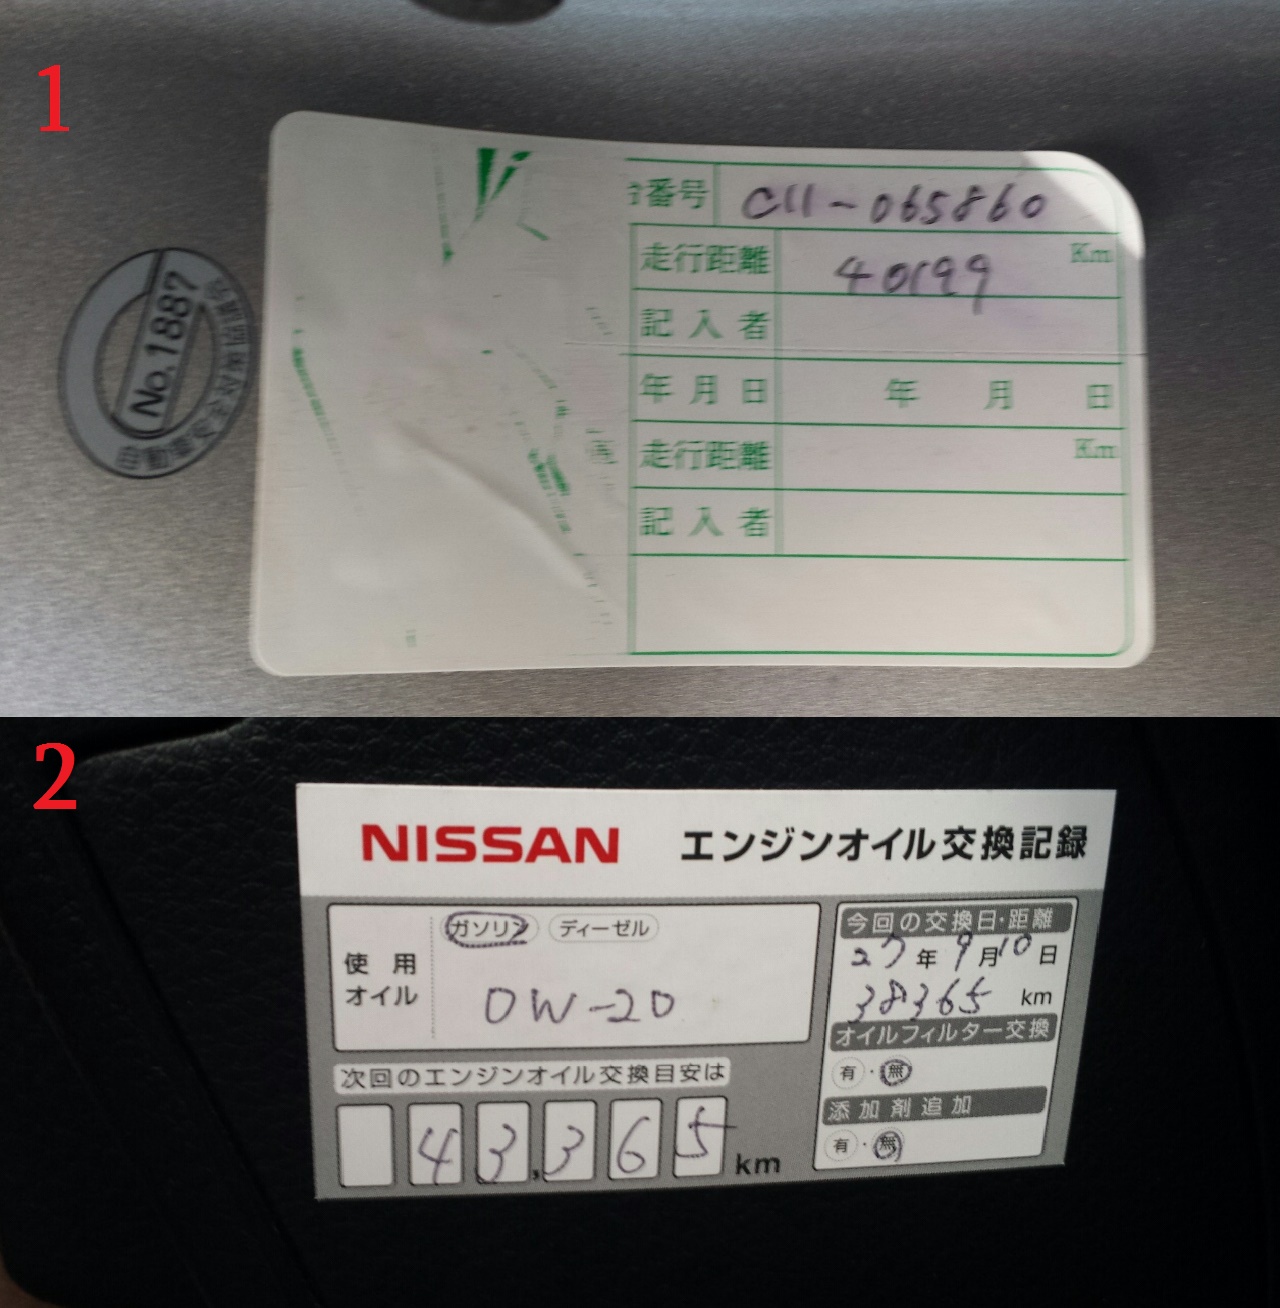 1
台番号 C11-065860
走行距離 40199 Km
記入者
年月日 年 月 日
走行距離 Km
記入者
No.1887
2
NISSAN エンジンオイル交換記録
使用オイル
ガソリン ディーゼル
0W-20
今回の交換日・距離
27年9月10日
38365 km
オイルフィルター交換
有・無
添加剤追加
有・無
次回のエンジンオイル交換目安は
43,365 km